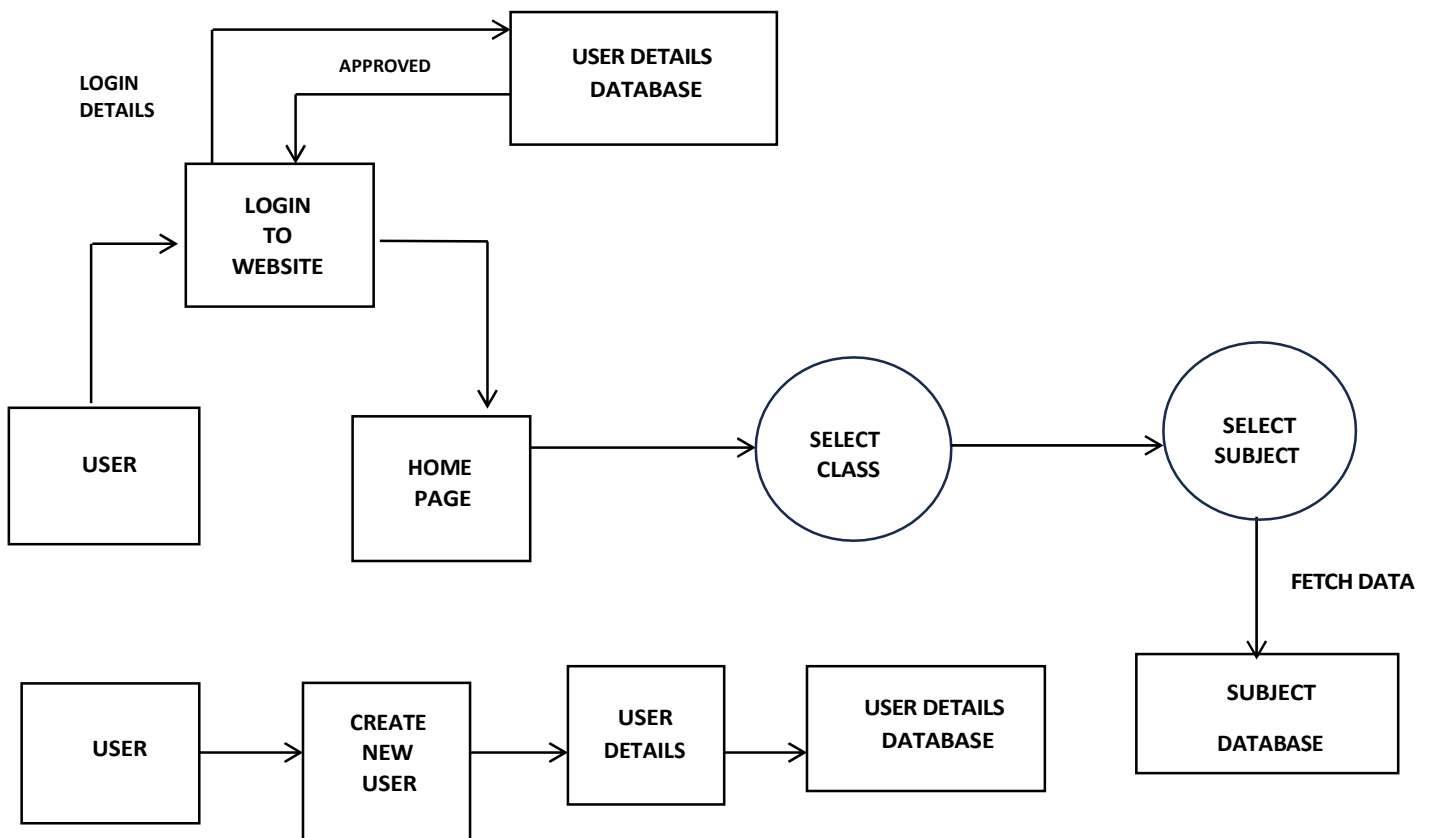 USER DETAILS
DATABASE
APPROVED
LOGIN
DETAILS
LOGIN
TO
WEBSITE
USER
HOME
PAGE
SELECT
CLASS
SELECT
SUBJECT
FETCH DATA
SUBJECT
DATABASE
USER
CREATE
NEW
USER
USER
DETAILS
USER DETAILS
DATABASE